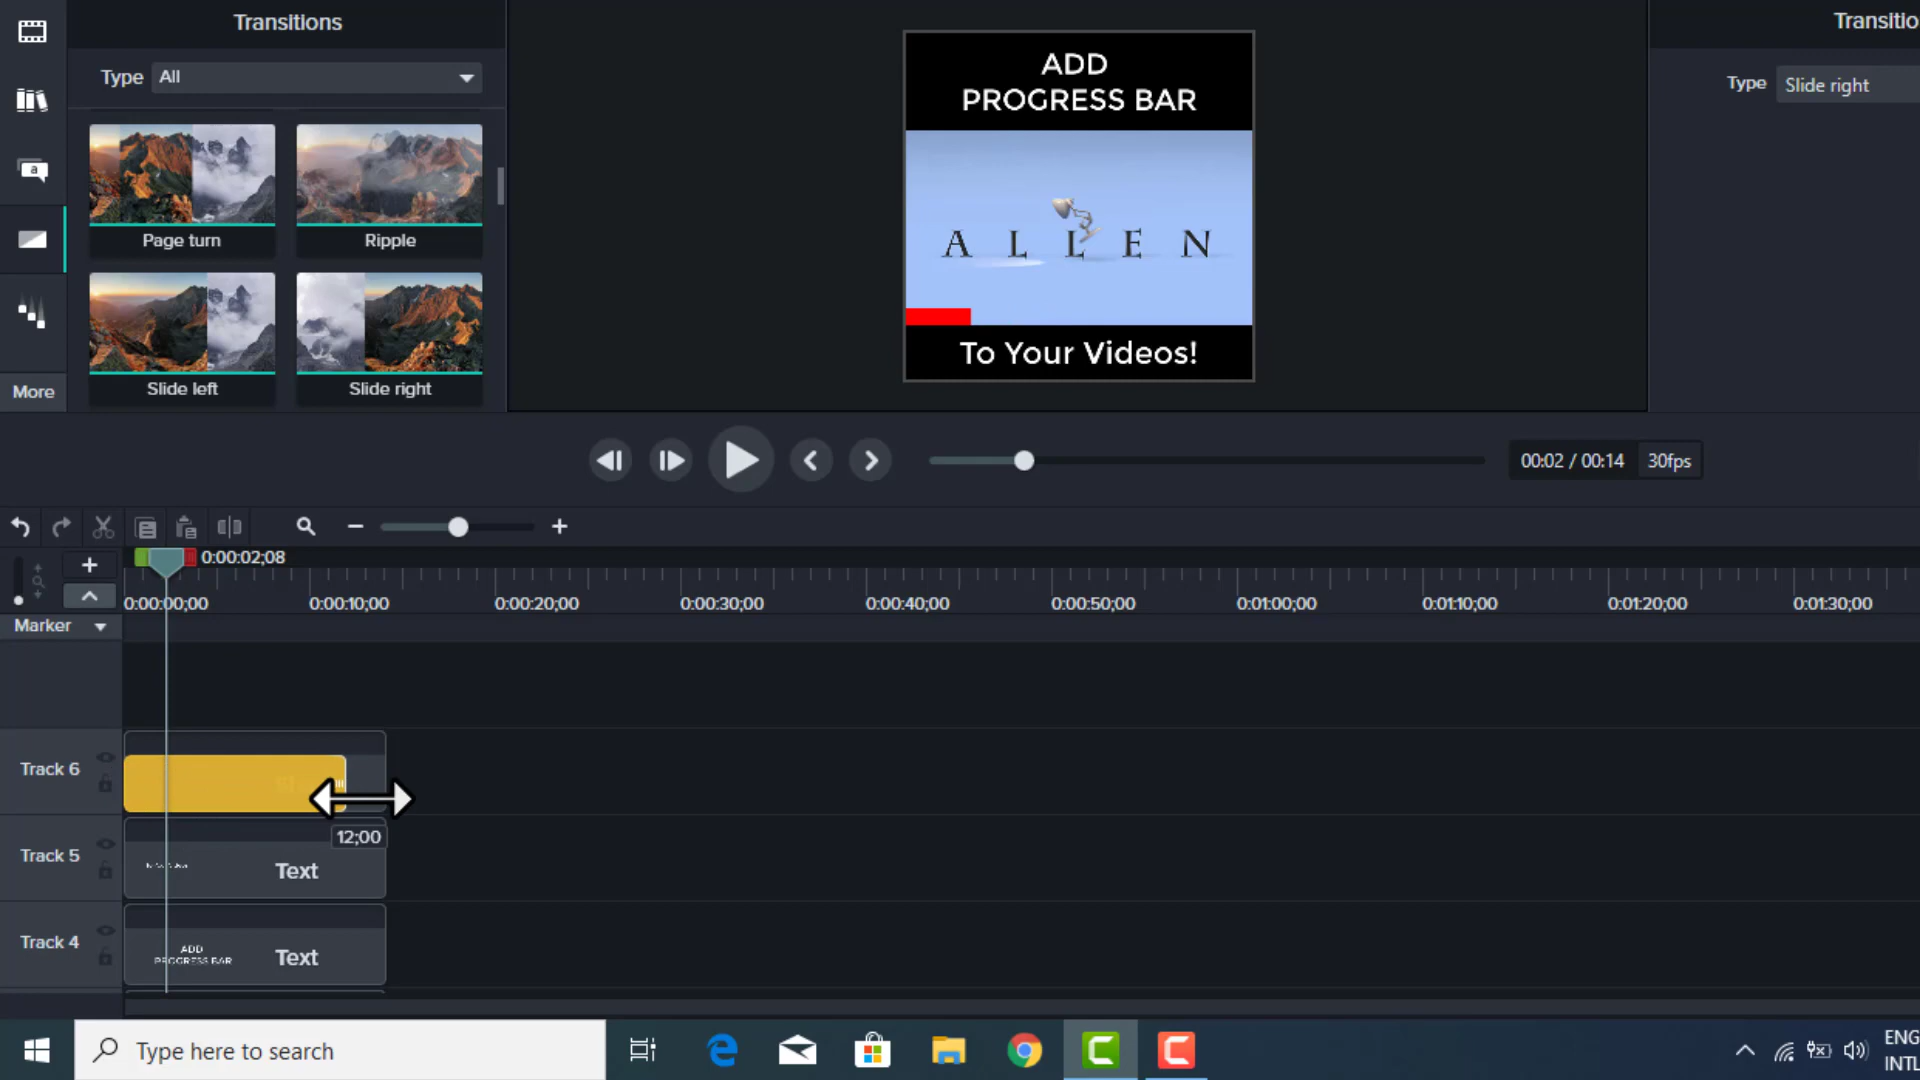 Transitions
Type All
Page turn
Ripple
Slide left
Slide right
More
a
ADD
PROGRESS BAR
A L L E N
To Your Videos!
Transitio
Type Slide right
00:02 / 00:14 30fps
0:00:02;08
0:00:00;00 0:00:10;00 0:00:20;00 0:00:30;00 0:00:40;00 0:00:50;00 0:01:00;00 0:01:10;00 0:01:20;00 0:01:30;00
Marker
Track 6
12;00
Track 5
Text
Track 4
ADD
PROGRESS BAR
Text
Type here to search
ENG
INTL